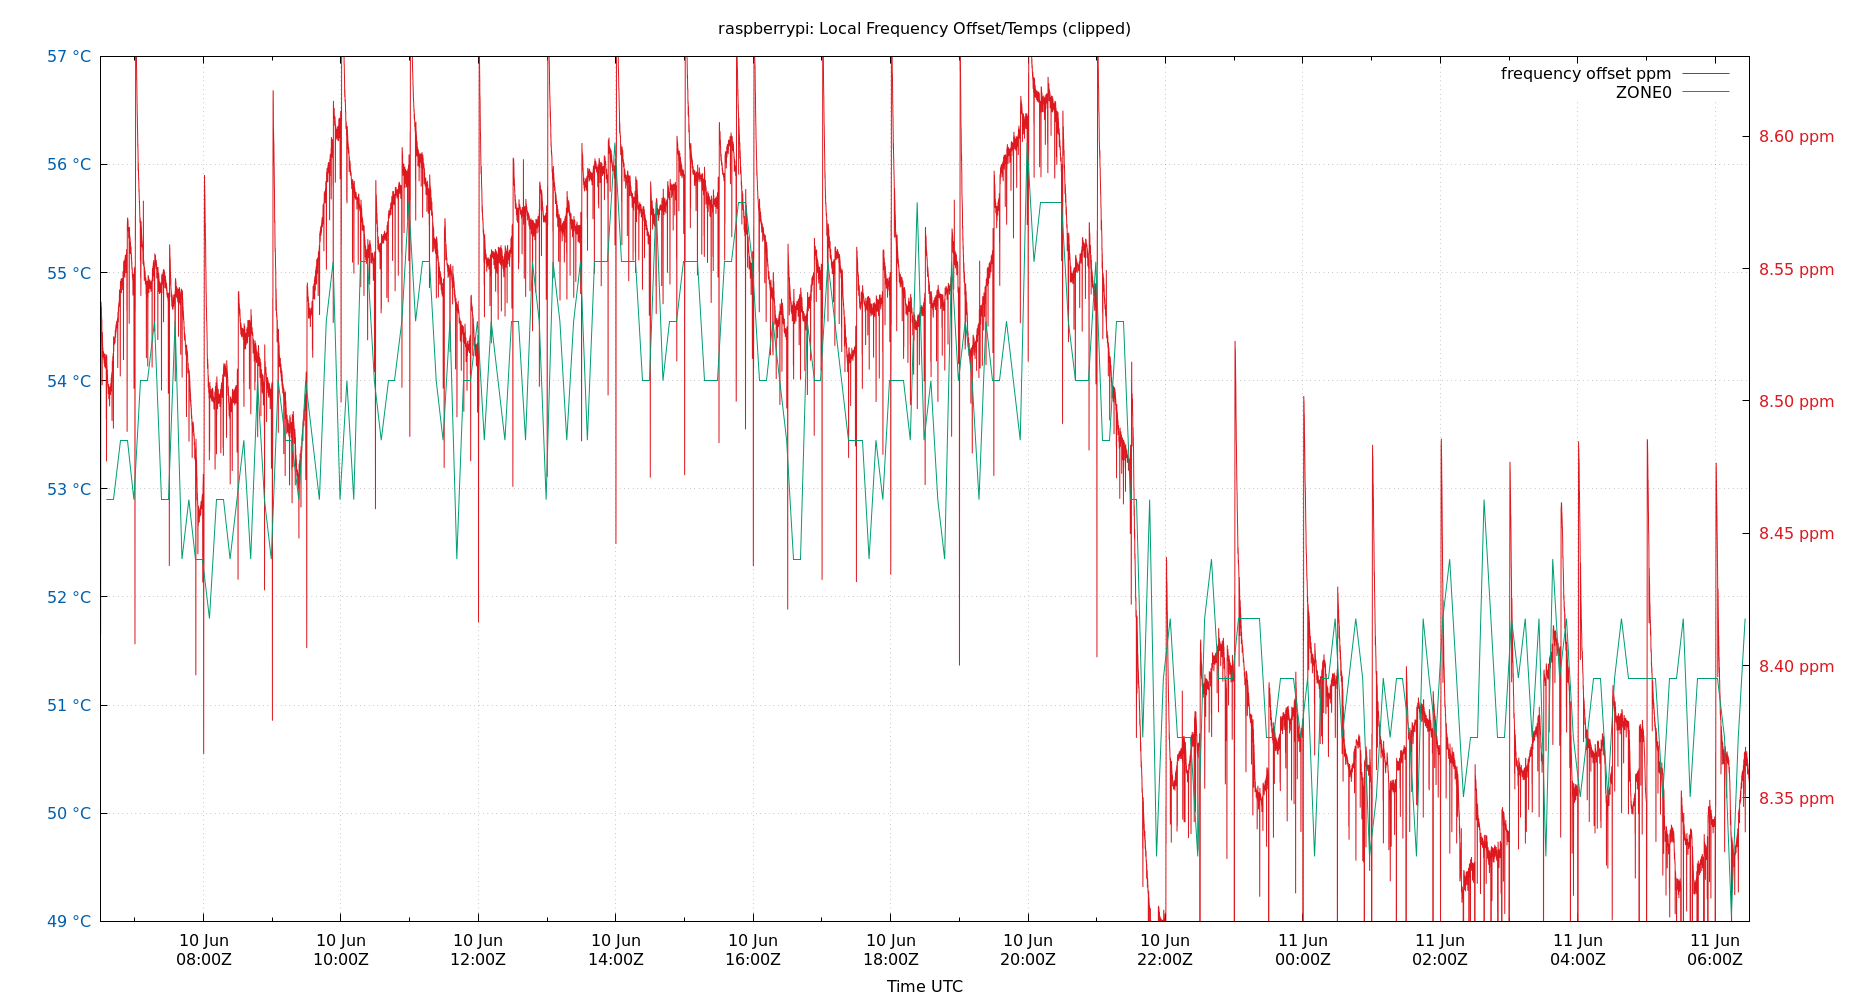 raspberrypi: Local Frequency Offset/Temps (clipped)
frequency offset ppm
ZONE0
57 °C
56 °C
55 °C
54 °C
53 °C
52 °C
51 °C
50 °C
49 °C
8.60 ppm
8.55 ppm
8.50 ppm
8.45 ppm
8.40 ppm
8.35 ppm
10 Jun 10 Jun 10 Jun 10 Jun 10 Jun 10 Jun 10 Jun 10 Jun 11 Jun 11 Jun 11 Jun 11 Jun
08:00Z 10:00Z 12:00Z 14:00Z 16:00Z 18:00Z 20:00Z 22:00Z 00:00Z 02:00Z 04:00Z 06:00Z
Time UTC